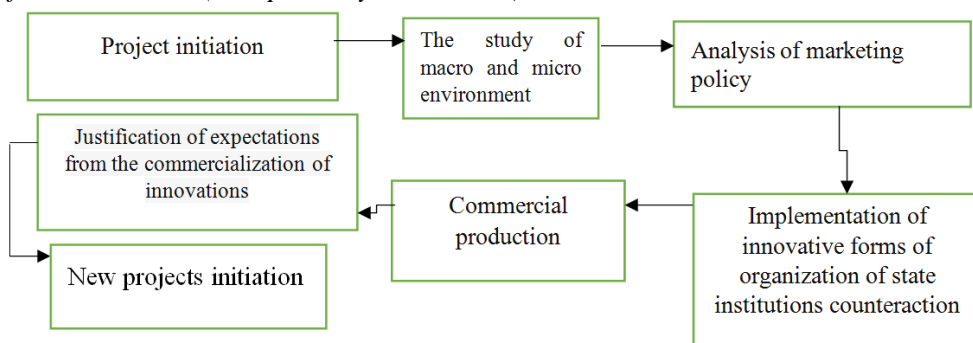 Project initiation
The study of
macro and micro
environment
Analysis of marketing
policy
Implementation of
innovative forms of
organization of state
institutions counteraction
Commercial
production
Justification of expectations
from the commercialization of
innovations
New projects initiation